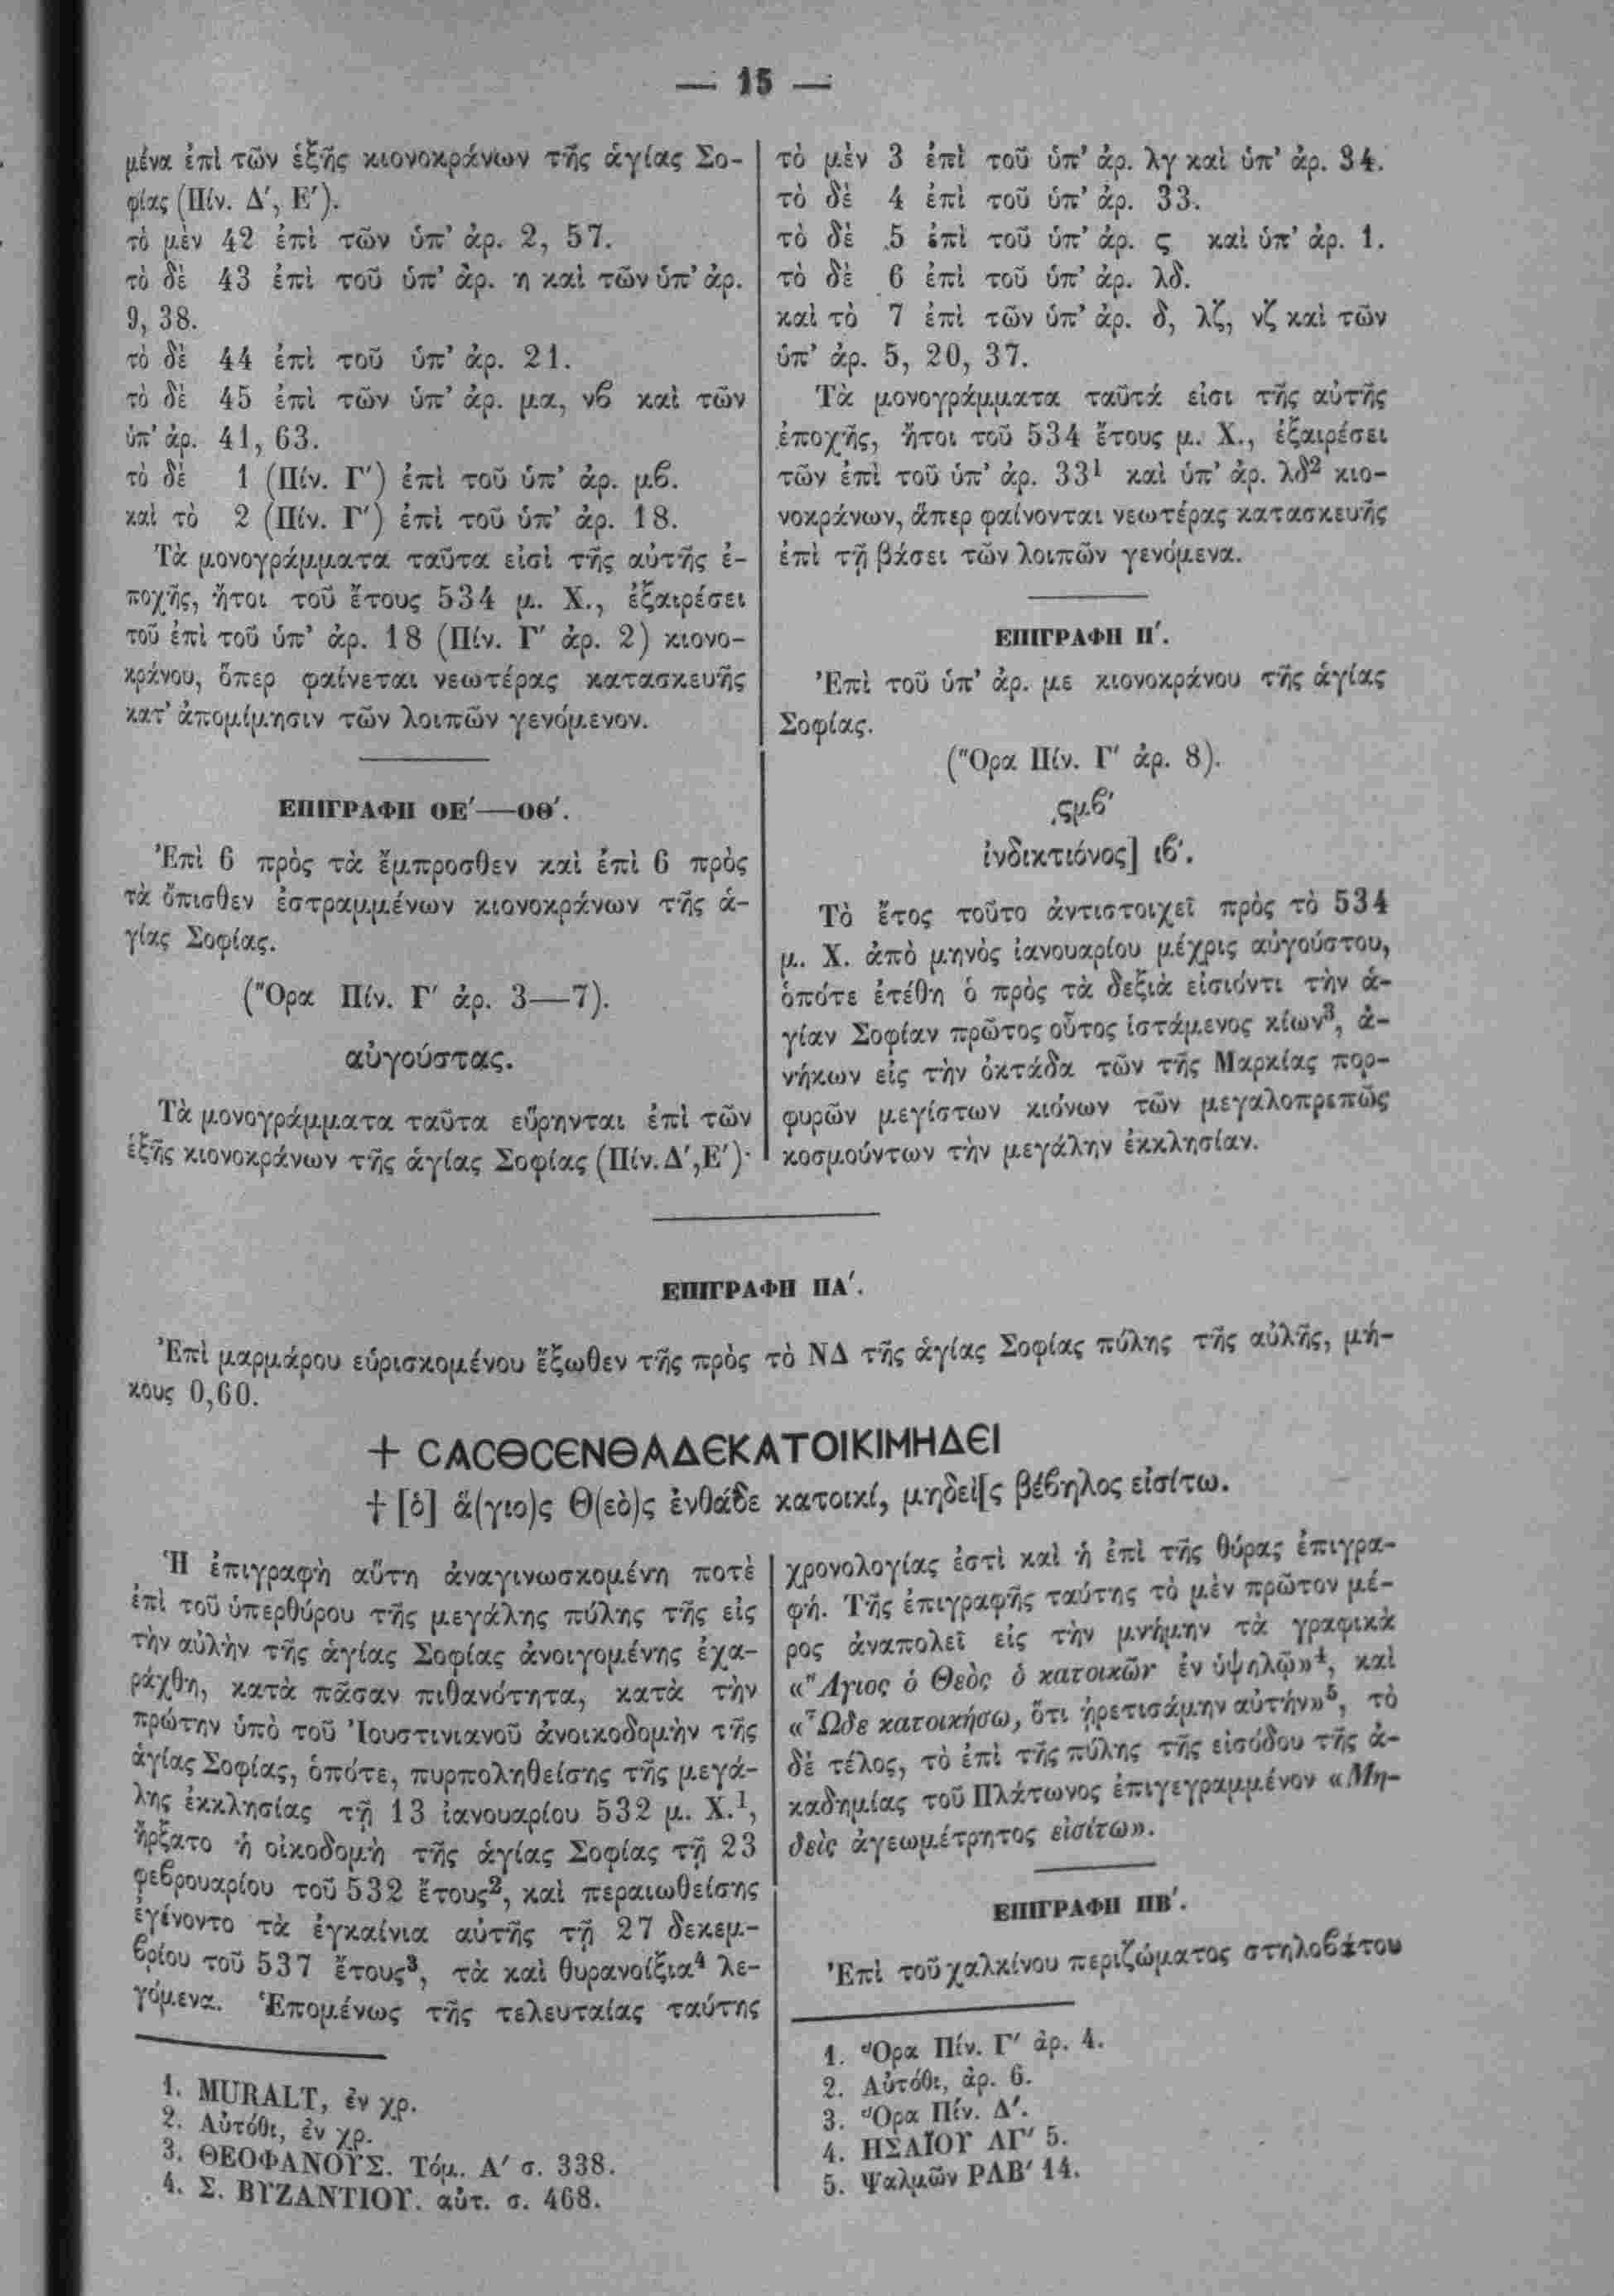 — 15 —
μένα ἐπὶ τῶν ἑξῆς κιονοκράνων τῆς ἁγίας Σο-
φίας (Πίν. Δ΄, Ε΄).
τὸ μὲν 42 ἐπὶ τῶν ὑπ' ἀρ. 2, 57.
τὸ δὲ 43 ἐπὶ τοῦ ὑπ' ἀρ. η καὶ τῶν ὑπ' ἀρ.
9, 38.
τὸ δὲ 44 ἐπὶ τοῦ ὑπ' ἀρ. 21.
τὸ δὲ 45 ἐπὶ τῶν ὑπ' ἀρ. μα, νϐ καὶ τῶν
ὑπ' ἀρ. 41, 63.
τὸ δὲ 1 (Πίν. Γ΄) ἐπὶ τοῦ ὑπ' ἀρ. μϐ.
καὶ τὸ 2 (Πίν. Γ΄) ἐπὶ τοῦ ὑπ' ἀρ. 18.
Τὰ μονογράμματα ταῦτα εἰσὶ τῆς αὐτῆς ἐ-
ποχῆς, ἤτοι τοῦ ἔτους 534 μ. Χ., ἐξαιρέσει
τοῦ ἐπὶ τοῦ ὑπ' ἀρ. 18 (Πίν. Γ΄ ἀρ. 2) κιονο-
κράνου, ὅπερ φαίνεται νεωτέρας κατασκευῆς
κατ' ἀπομίμησιν τῶν λοιπῶν γενόμενον.
ΕΠΙΓΡΑΦΗ ΟΕ΄—ΟΘ΄.
Ἐπὶ 6 πρὸς τὰ ἔμπροσθεν καὶ ἐπὶ 6 πρὸς
τὰ ὄπισθεν ἐστραμμένων κιονοκράνων τῆς ἁ-
γίας Σοφίας.
(Ὅρα Πίν. Γ΄ ἀρ. 3—7).
αὐγούστας.
Τὰ μονογράμματα ταῦτα εὕρηνται ἐπὶ τῶν
ἑξῆς κιονοκράνων τῆς ἁγίας Σοφίας (Πίν. Δ΄, Ε΄)·
τὸ μὲν 3 ἐπὶ τοῦ ὑπ' ἀρ. λγ καὶ ὑπ' ἀρ. 34.
τὸ δὲ 4 ἐπὶ τοῦ ὑπ' ἀρ. 33.
τὸ δὲ 5 ἐπὶ τοῦ ὑπ' ἀρ. ς καὶ ὑπ' ἀρ. 1.
τὸ δὲ 6 ἐπὶ τοῦ ὑπ' ἀρ. λδ.
καὶ τὸ 7 ἐπὶ τῶν ὑπ' ἀρ. δ, λζ, νζ καὶ τῶν
ὑπ' ἀρ. 5, 20, 37.
Τὰ μονογράμματα ταῦτά εἰσι τῆς αὐτῆς
ἐποχῆς, ἤτοι τοῦ 534 ἔτους μ. Χ., ἐξαιρέσει
τῶν ἐπὶ τοῦ ὑπ' ἀρ. 33¹ καὶ ὑπ' ἀρ. λδ² κιο-
νοκράνων, ἅπερ φαίνονται νεωτέρας κατασκευῆς
ἐπὶ τῇ βάσει τῶν λοιπῶν γενόμενα.
ΕΠΙΓΡΑΦΗ Π΄.
Ἐπὶ τοῦ ὑπ' ἀρ. με κιονοκράνου τῆς ἁγίας
Σοφίας.
(Ὅρα Πίν. Γ΄ ἀρ. 8).
͵ςμϐ΄
ἰνδικτιόνος] ιϐ΄.
Τὸ ἔτος τοῦτο ἀντιστοιχεῖ πρὸς τὸ 534
μ. Χ. ἀπὸ μηνὸς ἰανουαρίου μέχρις αὐγούστου,
ὁπότε ἐτέθη ὁ πρὸς τὰ δεξιὰ εἰσιόντι τὴν ἁ-
γίαν Σοφίαν πρῶτος οὗτος ἱστάμενος κίων³, ἀ-
νήκων εἰς τὴν ὀκτάδα τῶν τῆς Μαρκίας πορ-
φυρῶν μεγίστων κιόνων τῶν μεγαλοπρεπῶς
κοσμούντων τὴν μεγάλην ἐκκλησίαν.
ΕΠΙΓΡΑΦΗ ΠΑ΄.
Ἐπὶ μαρμάρου εὑρισκομένου ἔξωθεν τῆς πρὸς τὸ ΝΔ τῆς ἁγίας Σοφίας πύλης τῆς αὐλῆς, μή-
κους 0,60.
+ CΑCΘCЄΝΘΑΔЄΚΑΤΟΙΚΙΜΗΔЄΙ
† [ὁ] ἅ(γιο)ς Θ(εὸ)ς ἐνθάδε κατοικί, μηδεὶ[ς βέϐηλος εἰσίτω.
Ἡ ἐπιγραφὴ αὕτη ἀναγινωσκομένη ποτὲ
ἐπὶ τοῦ ὑπερθύρου τῆς μεγάλης πύλης τῆς εἰς
τὴν αὐλὴν τῆς ἁγίας Σοφίας ἀνοιγομένης ἐχα-
ράχθη, κατὰ πᾶσαν πιθανότητα, κατὰ τὴν
πρώτην ὑπὸ τοῦ Ἰουστινιανοῦ ἀνοικοδομὴν τῆς
ἁγίας Σοφίας, ὁπότε, πυρποληθείσης τῆς μεγά-
λης ἐκκλησίας τῇ 13 ἰανουαρίου 532 μ. Χ.¹,
ἤρξατο ἡ οἰκοδομὴ τῆς ἁγίας Σοφίας τῇ 23
φεϐρουαρίου τοῦ 532 ἔτους², καὶ περαιωθείσης
ἐγένοντο τὰ ἐγκαίνια αὐτῆς τῇ 27 δεκεμ-
ϐρίου τοῦ 537 ἔτους³, τὰ καὶ θυρανοίξια⁴ λε-
γόμενα. Ἑπομένως τῆς τελευταίας ταύτης
1. MURALT, ἐν χρ.
2. Αὐτόθι, ἐν χρ.
3. ΘΕΟΦΑΝΟΥΣ. Τόμ. Α΄ σ. 338.
4. Σ. ΒΥΖΑΝΤΙΟΥ. αὐτ. σ. 468.
χρονολογίας ἐστὶ καὶ ἡ ἐπὶ τῆς θύρας ἐπιγρα-
φή. Τῆς ἐπιγραφῆς ταύτης τὸ μὲν πρῶτον μέ-
ρος ἀναπολεῖ εἰς τὴν μνήμην τὰ γραφικὰ
«Ἅγιος ὁ Θεὸς ὁ κατοικῶν ἐν ὑψηλῷ»⁴, καὶ
«Ὧδε κατοικήσω, ὅτι ᾑρετισάμην αὐτήν»⁵, τὸ
δὲ τέλος, τὸ ἐπὶ τῆς πύλης τῆς εἰσόδου τῆς ἀ-
καδημίας τοῦ Πλάτωνος ἐπιγεγραμμένον «Μη-
δεὶς ἀγεωμέτρητος εἰσίτω».
ΕΠΙΓΡΑΦΗ ΠΒ΄.
Ἐπὶ τοῦ χαλκίνου περιζώματος στηλοϐάτου
1. Ὅρα Πίν. Γ΄ ἀρ. 4.
2. Αὐτόθι, ἀρ. 6.
3. Ὅρα Πίν. Δ΄.
4. ΗΣΑΪΟΥ ΛΓ΄ 5.
5. Ψαλμῶν ΡΛΒ΄ 14.